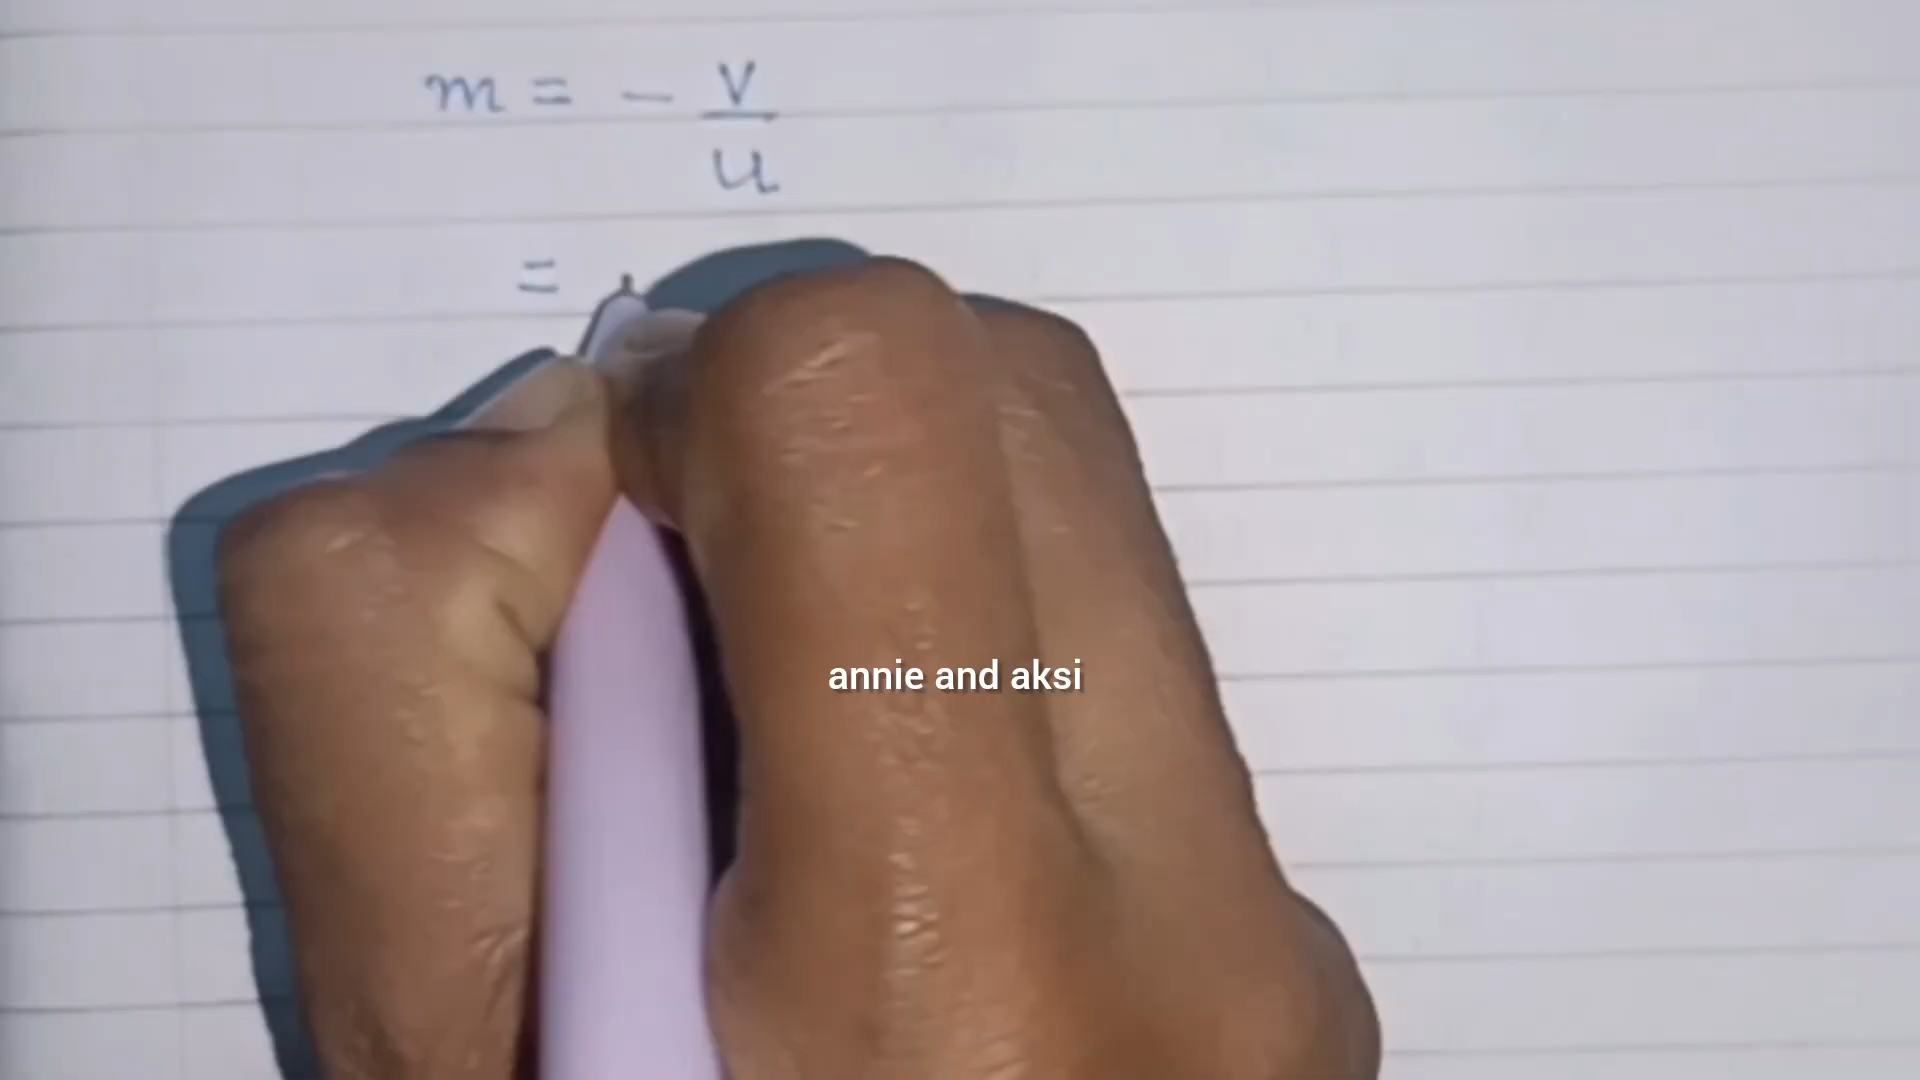 m = - v/u
=
annie and aksi